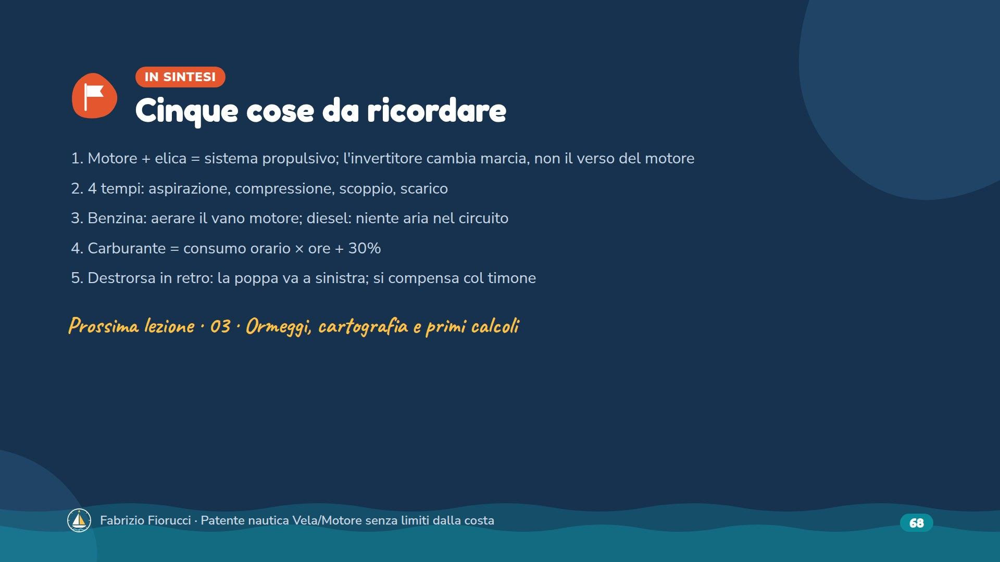 IN SINTESI
Cinque cose da ricordare
1. Motore + elica = sistema propulsivo; l'invertitore cambia marcia, non il verso del motore
2. 4 tempi: aspirazione, compressione, scoppio, scarico
3. Benzina: aerare il vano motore; diesel: niente aria nel circuito
4. Carburante = consumo orario × ore + 30%
5. Destrorsa in retro: la poppa va a sinistra; si compensa col timone
Prossima lezione · 03 · Ormeggi, cartografia e primi calcoli
Fabrizio Fiorucci · Patente nautica Vela/Motore senza limiti dalla costa
68